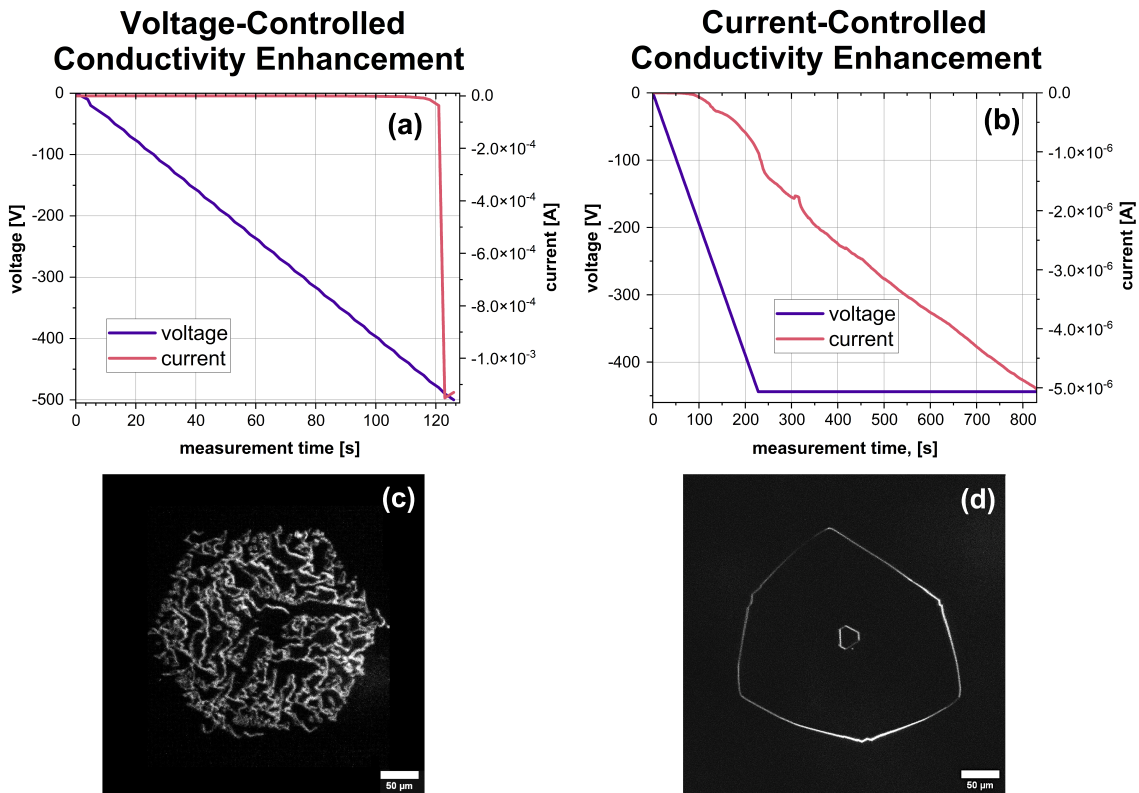 Voltage-Controlled
Conductivity Enhancement
(a)
0
-100
-200
-300
-400
-500
voltage [V]
0.0
-2.0×10⁻⁴
-4.0×10⁻⁴
-6.0×10⁻⁴
-8.0×10⁻⁴
-1.0×10⁻³
current [A]
voltage
current
0 20 40 60 80 100 120
measurement time [s]
Current-Controlled
Conductivity Enhancement
(b)
0
-100
-200
-300
-400
voltage [V]
0.0
-1.0×10⁻⁶
-2.0×10⁻⁶
-3.0×10⁻⁶
-4.0×10⁻⁶
-5.0×10⁻⁶
current [A]
voltage
current
0 100 200 300 400 500 600 700 800
measurement time, [s]
(c)
50 µm
(d)
50 µm